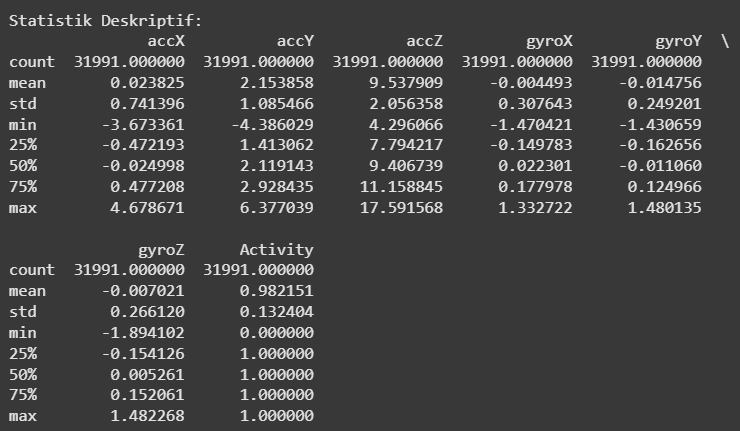 Statistik Deskriptif:
               accX          accY          accZ         gyroX         gyroY  \
count  31991.000000  31991.000000  31991.000000  31991.000000  31991.000000
mean       0.023825      2.153858      9.537909     -0.004493     -0.014756
std        0.741396      1.085466      2.056358      0.307643      0.249201
min       -3.673361     -4.386029      4.296066     -1.470421     -1.430659
25%       -0.472193      1.413062      7.794217     -0.149783     -0.162656
50%       -0.024998      2.119143      9.406739      0.022301     -0.011060
75%        0.477208      2.928435     11.158845      0.177978      0.124966
max        4.678671      6.377039     17.591568      1.332722      1.480135
              gyroZ      Activity
count  31991.000000  31991.000000
mean      -0.007021      0.982151
std        0.266120      0.132404
min       -1.894102      0.000000
25%       -0.154126      1.000000
50%        0.005261      1.000000
75%        0.152061      1.000000
max        1.482268      1.000000